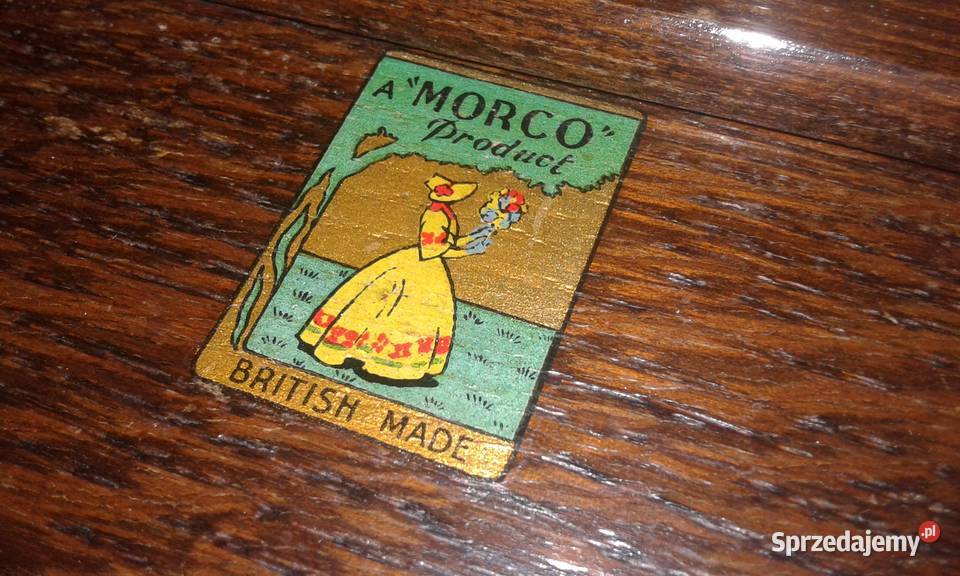 A "MORCO"
Product
BRITISH MADE
Sprzedajemy.pl